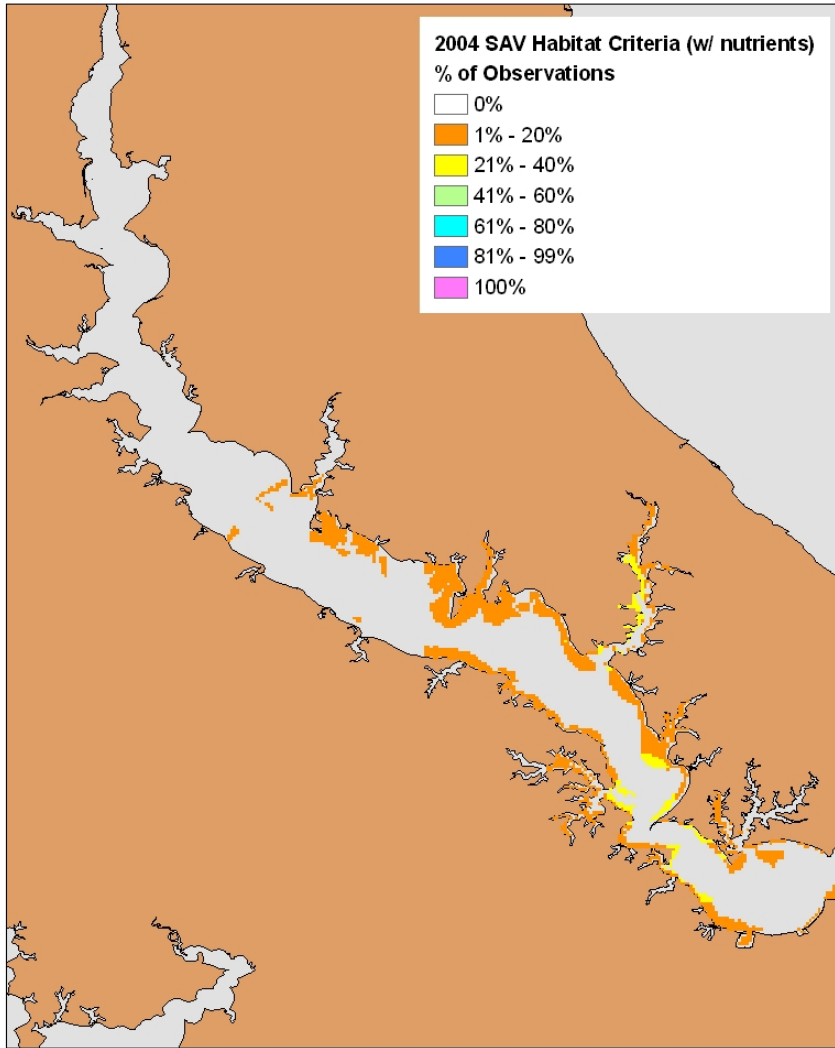 2004 SAV Habitat Criteria (w/ nutrients)
% of Observations
0%
1% - 20%
21% - 40%
41% - 60%
61% - 80%
81% - 99%
100%